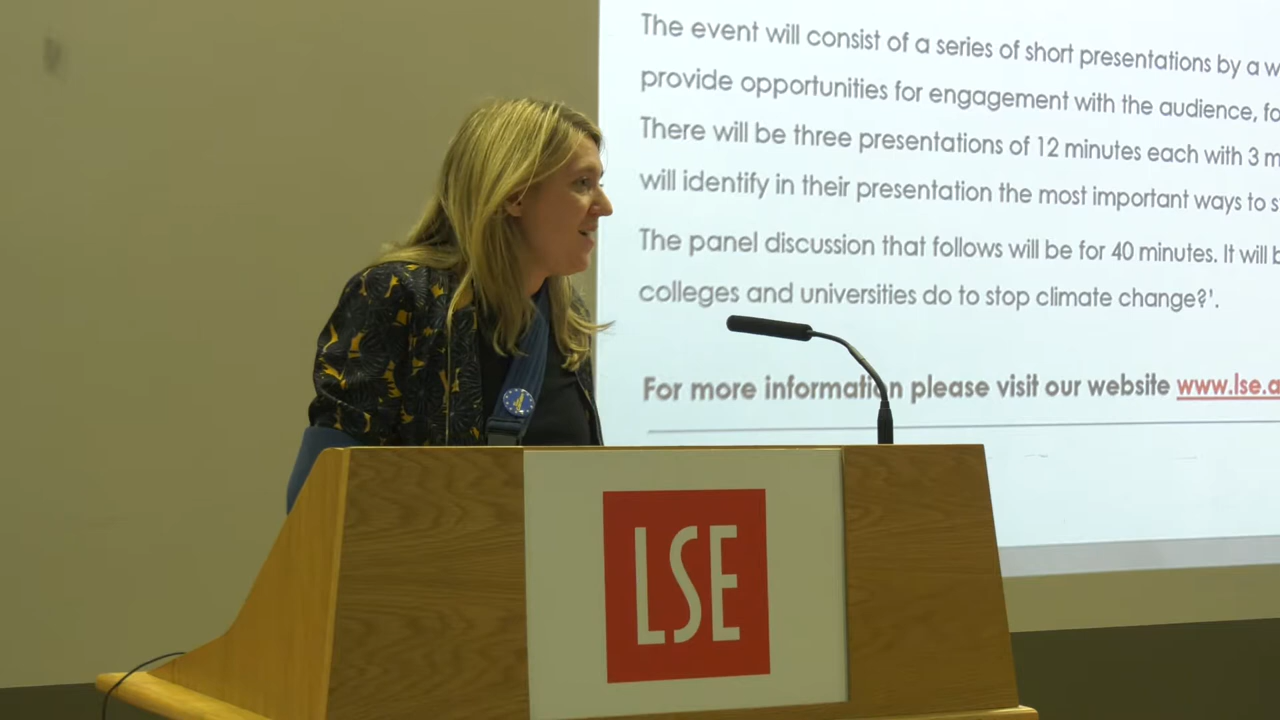 The event will consist of a series of short presentations by a w
provide opportunities for engagement with the audience, fo
There will be three presentations of 12 minutes each with 3 m
will identify in their presentation the most important ways to s
The panel discussion that follows will be for 40 minutes. It will b
colleges and universities do to stop climate change?'.
For more information please visit our website www.lse.a
LSE